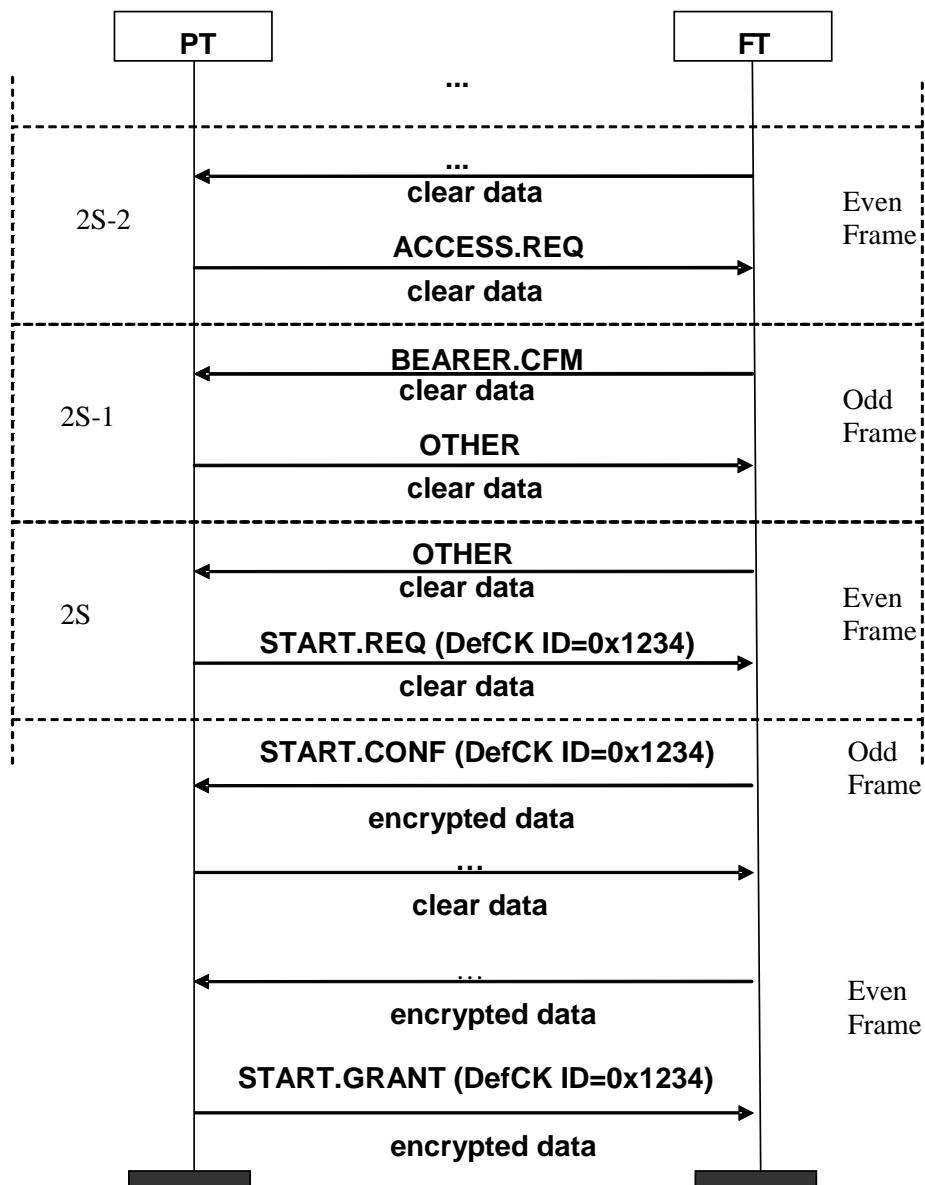 PT
FT
...
...
clear data
2S-2
Even
Frame
ACCESS.REQ
clear data
BEARER.CFM
clear data
2S-1
Odd
Frame
OTHER
clear data
OTHER
clear data
2S
Even
Frame
START.REQ (DefCK ID=0x1234)
clear data
START.CONF (DefCK ID=0x1234)
Odd
Frame
encrypted data
...
clear data
...
encrypted data
Even
Frame
START.GRANT (DefCK ID=0x1234)
encrypted data